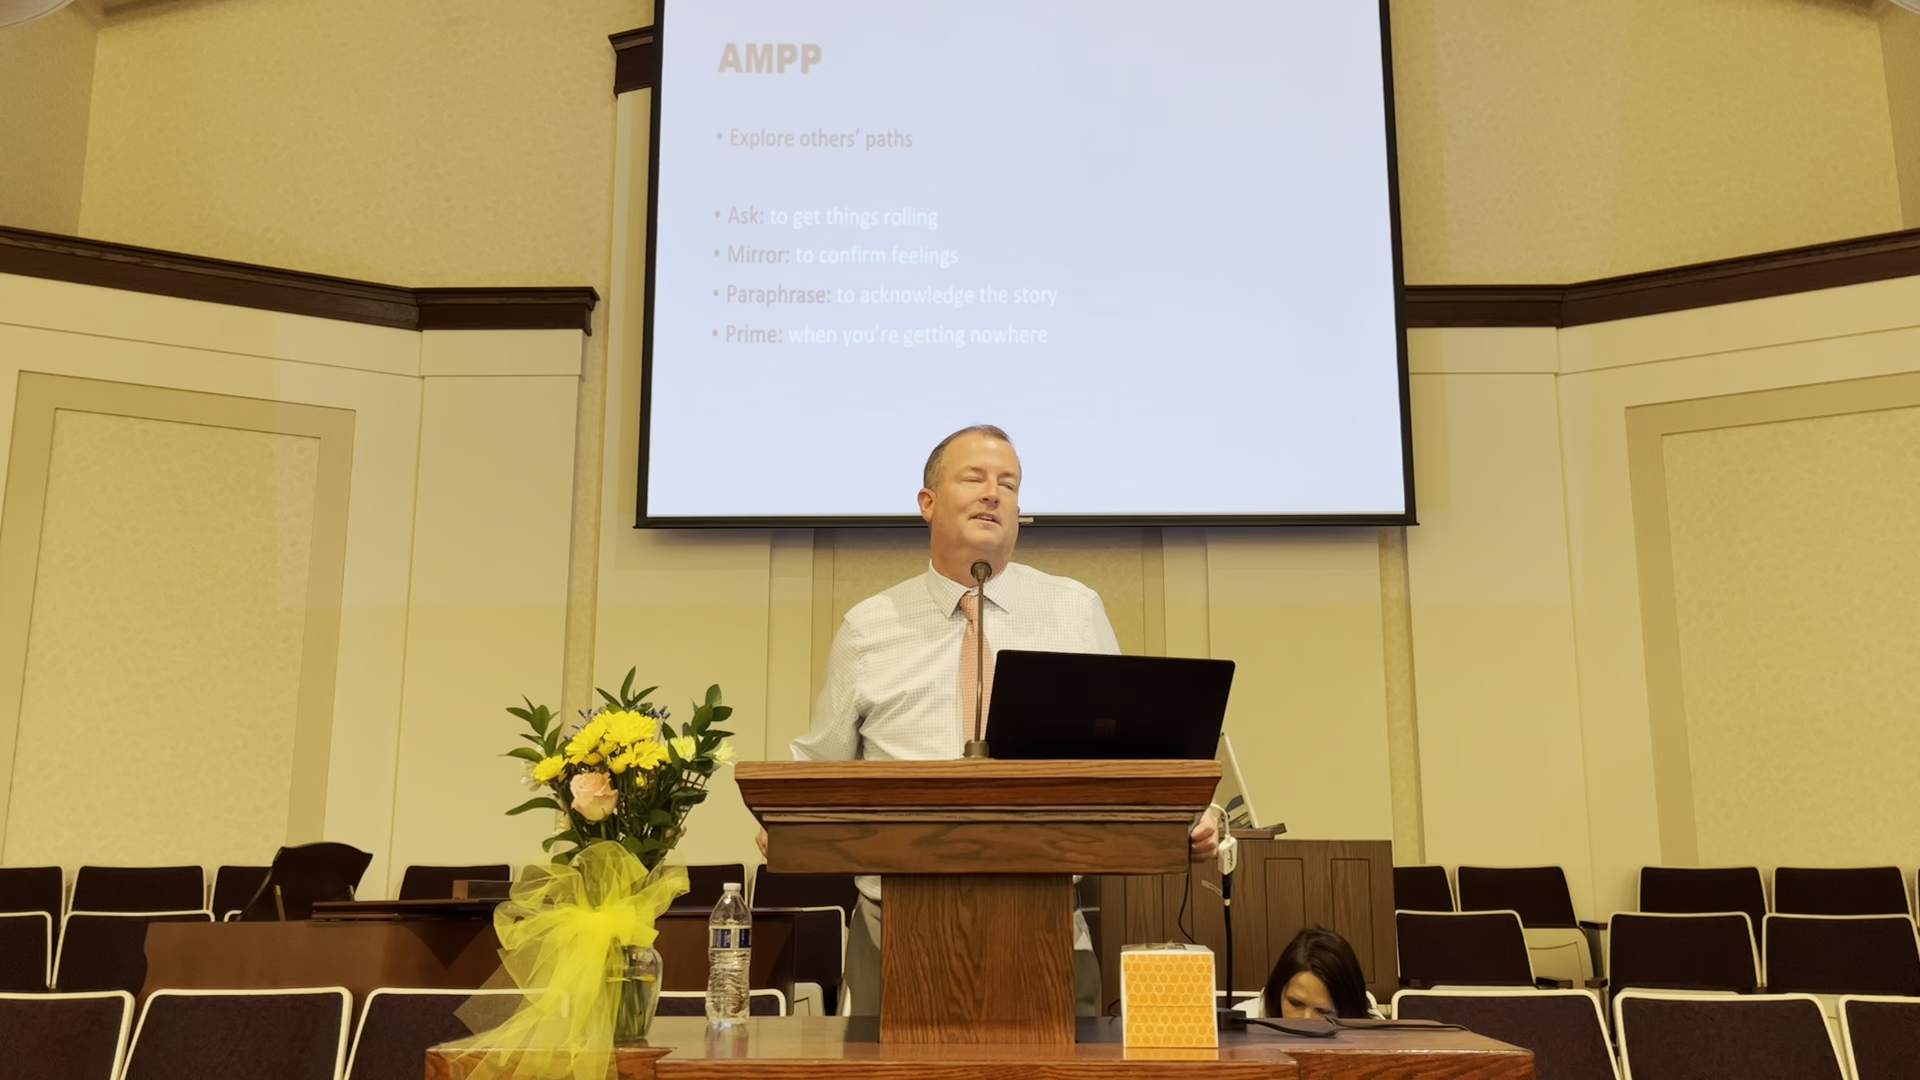 AMPP
• Explore others' paths
• Ask: to get things rolling
• Mirror: to confirm feelings
• Paraphrase: to acknowledge the story
• Prime: when you're getting nowhere